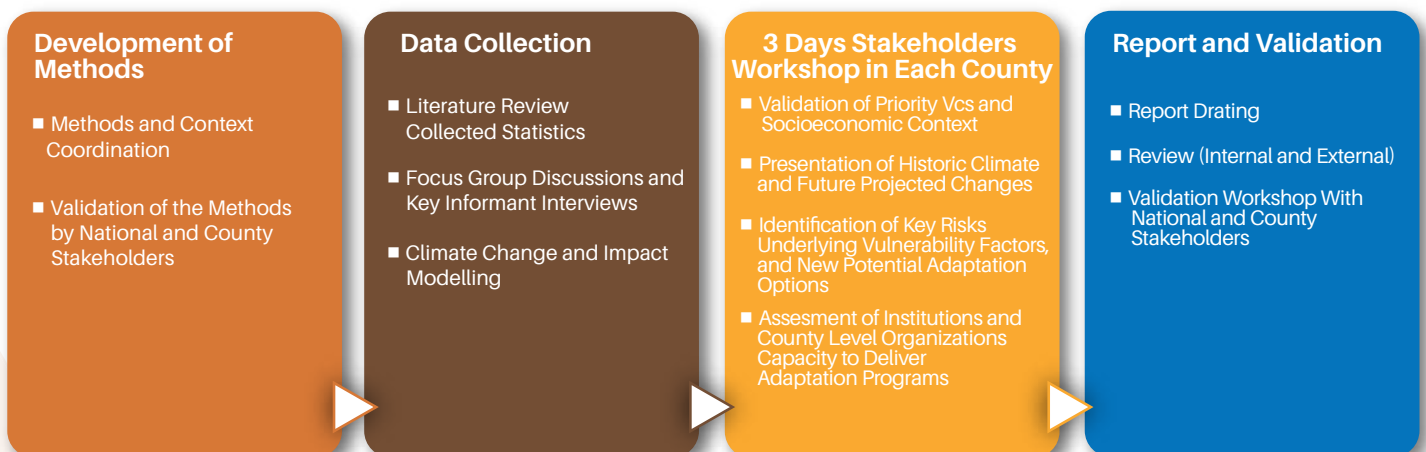 Development of
Methods
■ Methods and Context
Coordination
■ Validation of the Methods
by National and County
Stakeholders
Data Collection
■ Literature Review
Collected Statistics
■ Focus Group Discussions and
Key Informant Interviews
■ Climate Change and Impact
Modelling
3 Days Stakeholders
Workshop in Each County
■ Validation of Priority Vcs and
Socioeconomic Context
■ Presentation of Historic Climate
and Future Projected Changes
■ Identification of Key Risks
Underlying Vulnerability Factors,
and New Potential Adaptation
Options
■ Assesment of Institutions and
County Level Organizations
Capacity to Deliver
Adaptation Programs
Report and Validation
■ Report Drating
■ Review (Internal and External)
■ Validation Workshop With
National and County
Stakeholders